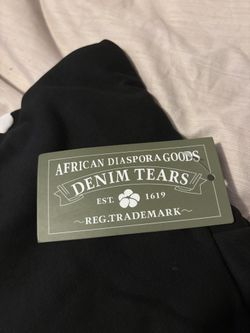 AFRICAN DIASPORA GOODS
DENIM TEARS
EST. 1619
REG. TRADEMARK